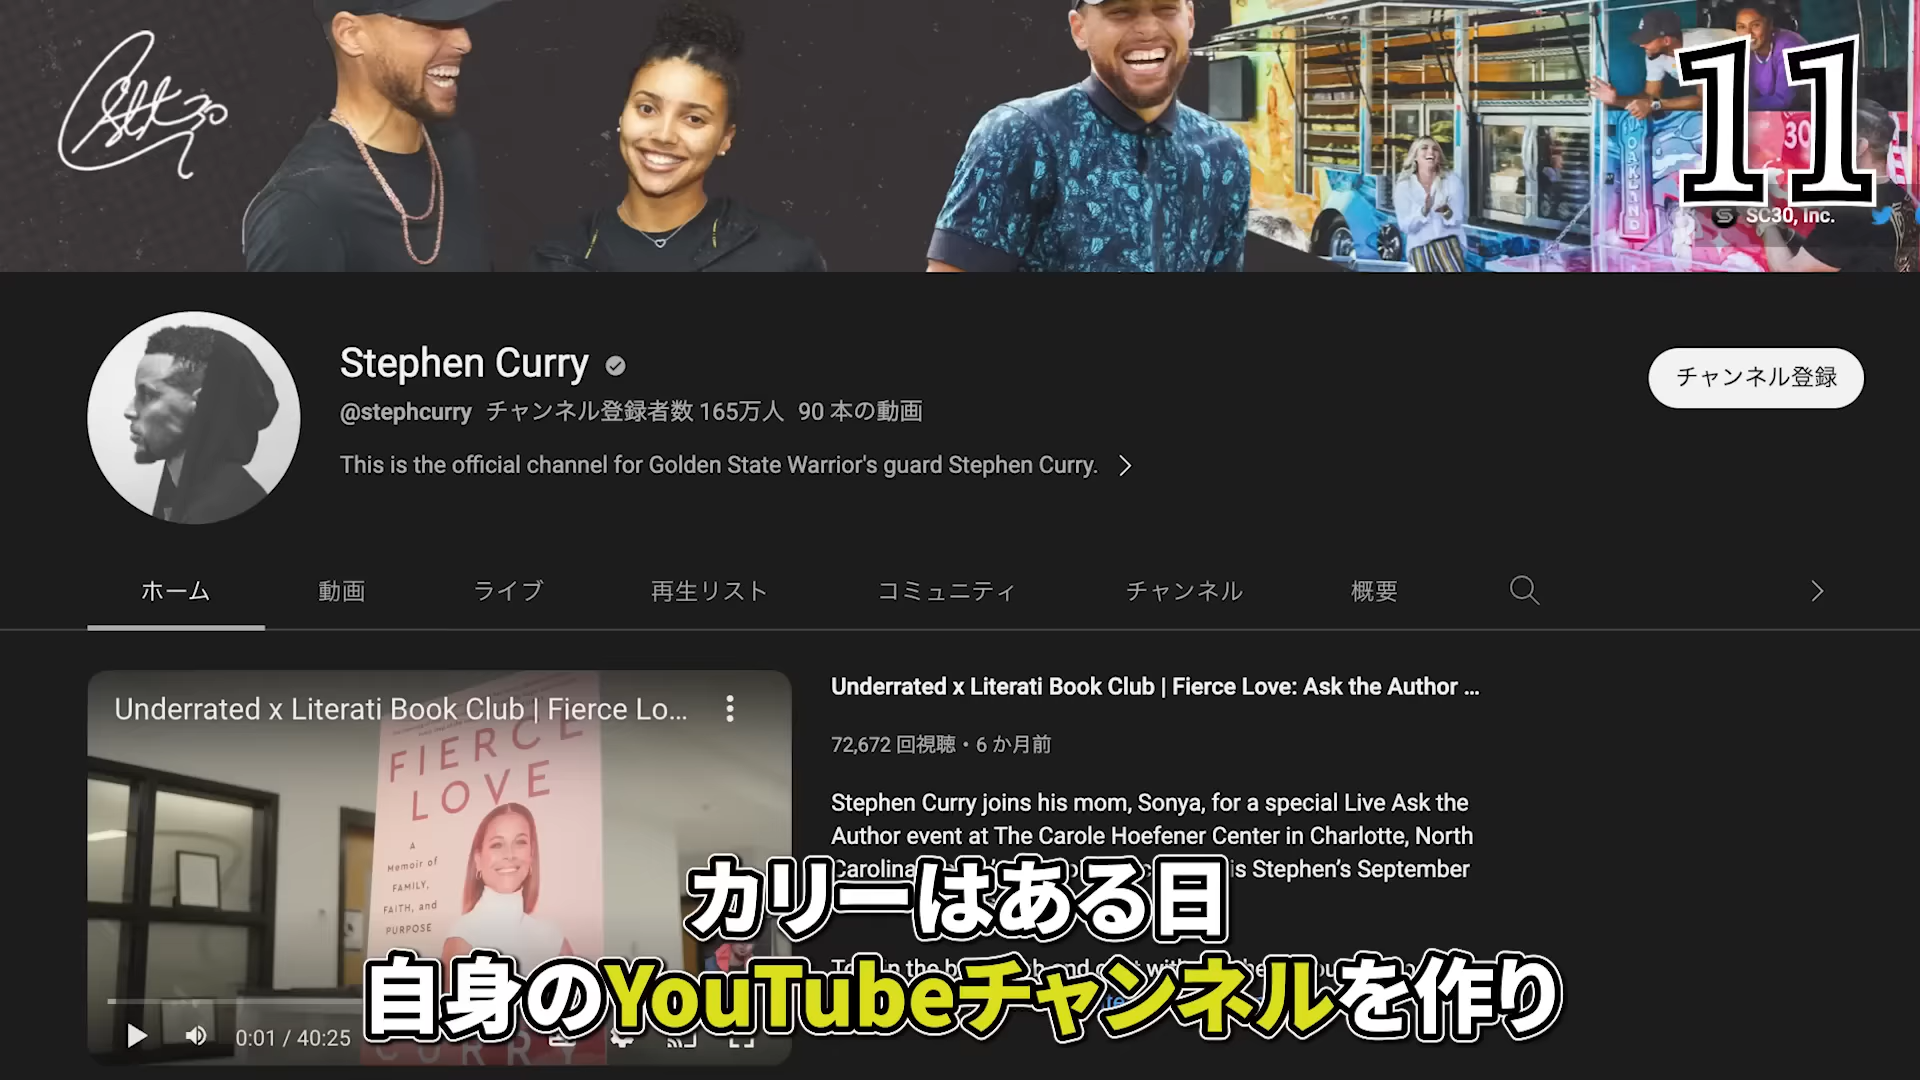 11
30
OAKLAND
SC30, Inc.
Stephen Curry
@stephcurry チャンネル登録者数 165万人 90 本の動画
This is the official channel for Golden State Warrior's guard Stephen Curry.
チャンネル登録
ホーム 動画 ライブ 再生リスト コミュニティ チャンネル 概要
Underrated x Literati Book Club | Fierce Lo...
FIERCE
LOVE
A
Memoir of
FAMILY,
FAITH, and
PURPOSE
CURRY
0:01 / 40:25
Underrated x Literati Book Club | Fierce Love: Ask the Author ...
72,672 回視聴・6 か月前
Stephen Curry joins his mom, Sonya, for a special Live Ask the
Author event at The Carole Hoefener Center in Charlotte, North
Carolina is Stephen’s September
カリーはある日
自身のYouTubeチャンネルを作り